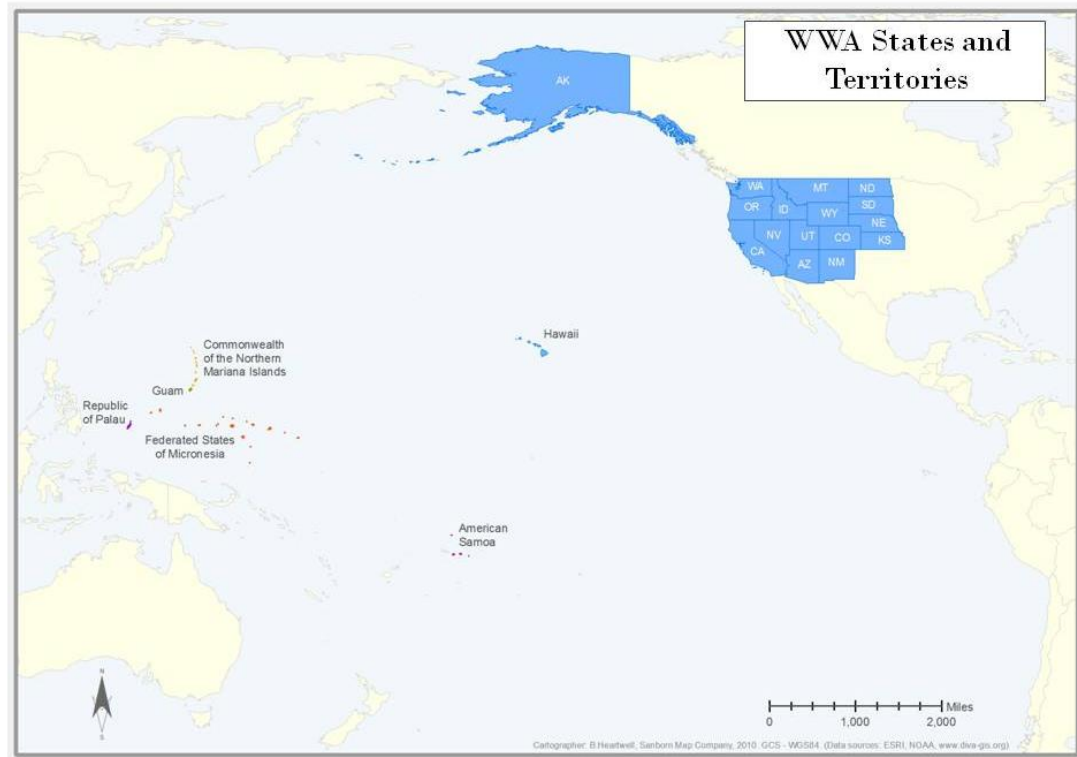 WWA States and
Territories
AK
WA
MT
ND
OR
ID
SD
WY
NE
NV
UT
CO
KS
CA
AZ
NM
Hawaii
Commonwealth
of the Northern
Mariana Islands
Guam
Republic
of Palau
Federated States
of Micronesia
American
Samoa
N
S
Miles
0
1,000
2,000
Cartographer: B.Heartwell, Sanborn Map Company, 2010. GCS - WGS84. (Data sources: ESRI, NOAA, www.diva-gis.org)